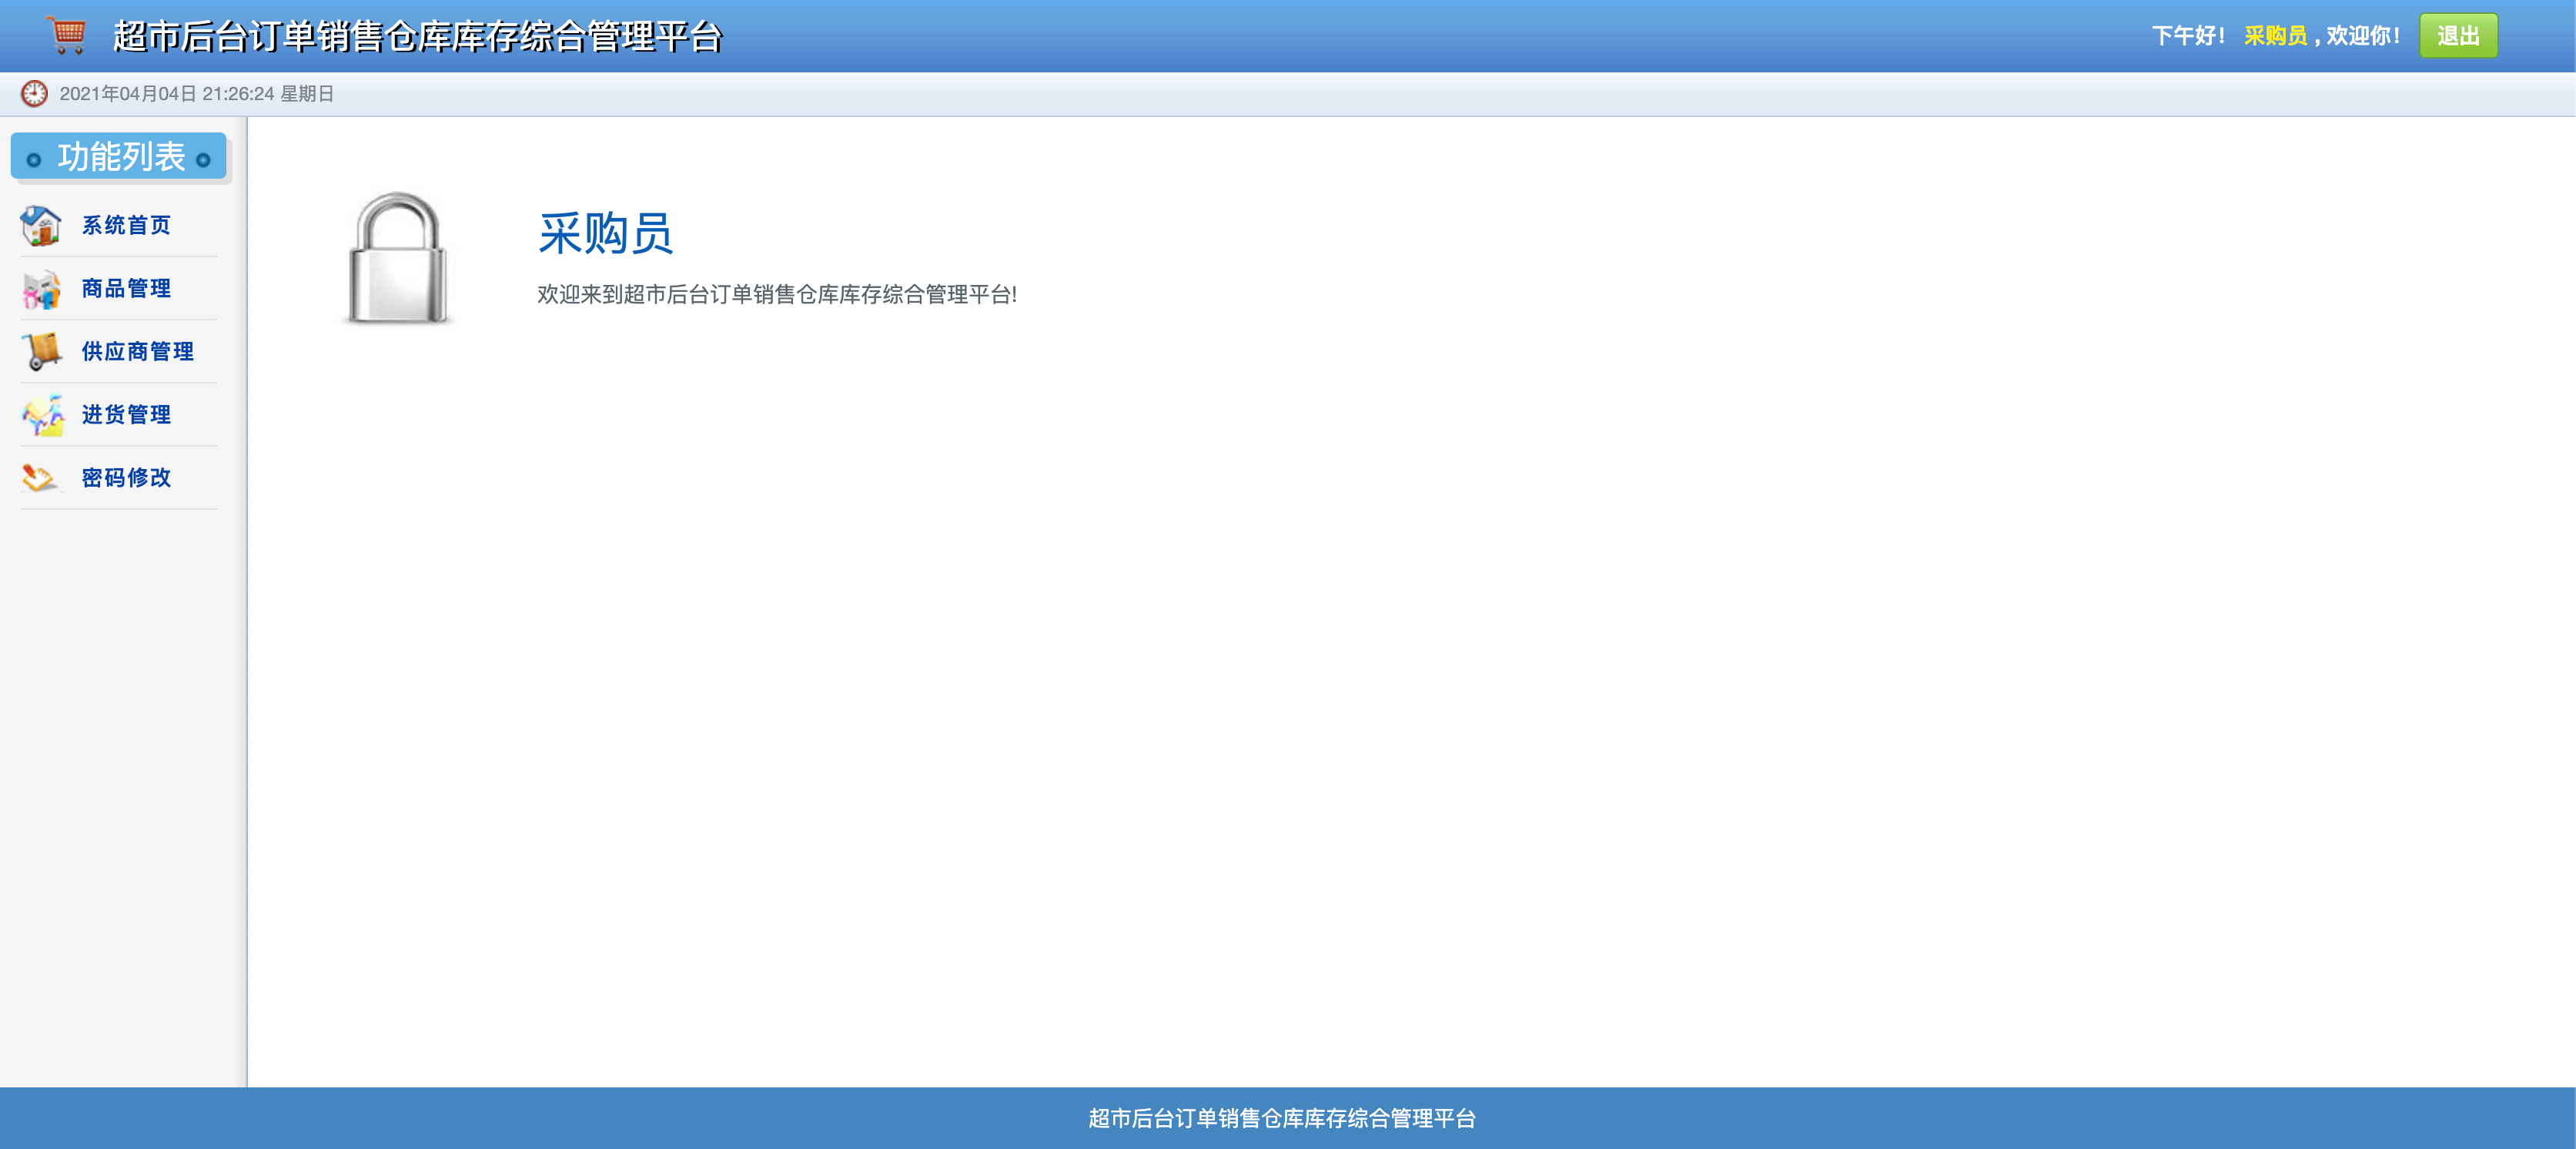 超市后台订单销售仓库库存综合管理平台
下午好！ 采购员 , 欢迎你！ 退出
2021年04月04日 21:26:24 星期日
功能列表
系统首页
商品管理
供应商管理
进货管理
密码修改
采购员
欢迎来到超市后台订单销售仓库库存综合管理平台!
超市后台订单销售仓库库存综合管理平台